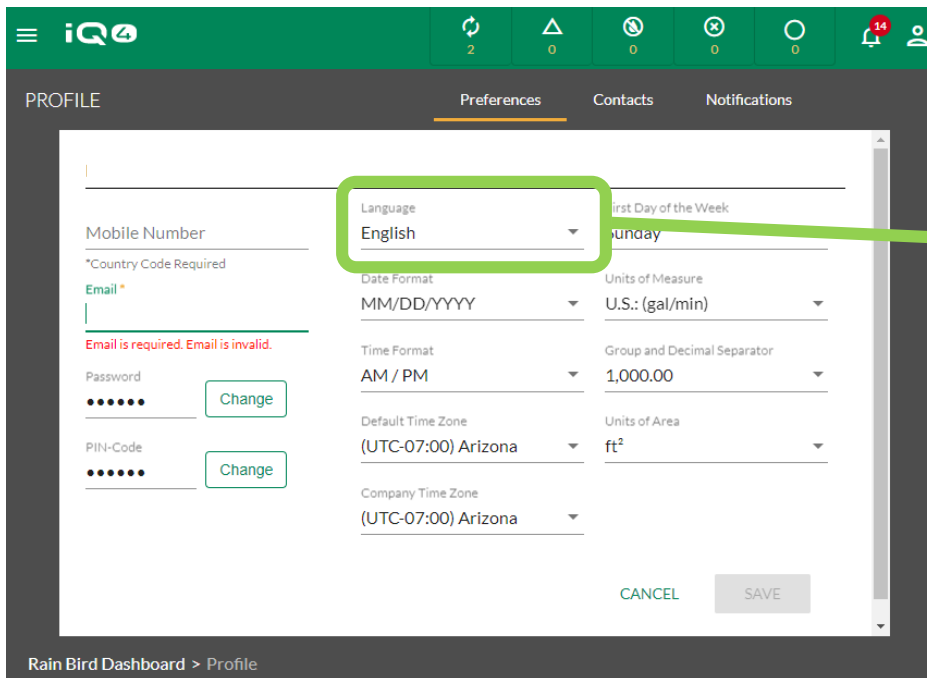 iQ4
2
0
0
0
0
14
PROFILE
Preferences
Contacts
Notifications
Mobile Number
*Country Code Required
Email *
Email is required. Email is invalid.
Password
••••••
Change
PIN-Code
••••••
Change
Language
English
Date Format
MM/DD/YYYY
Time Format
AM / PM
Default Time Zone
(UTC-07:00) Arizona
Company Time Zone
(UTC-07:00) Arizona
First Day of the Week
Sunday
Units of Measure
U.S.: (gal/min)
Group and Decimal Separator
1,000.00
Units of Area
ft²
CANCEL
SAVE
Rain Bird Dashboard > Profile